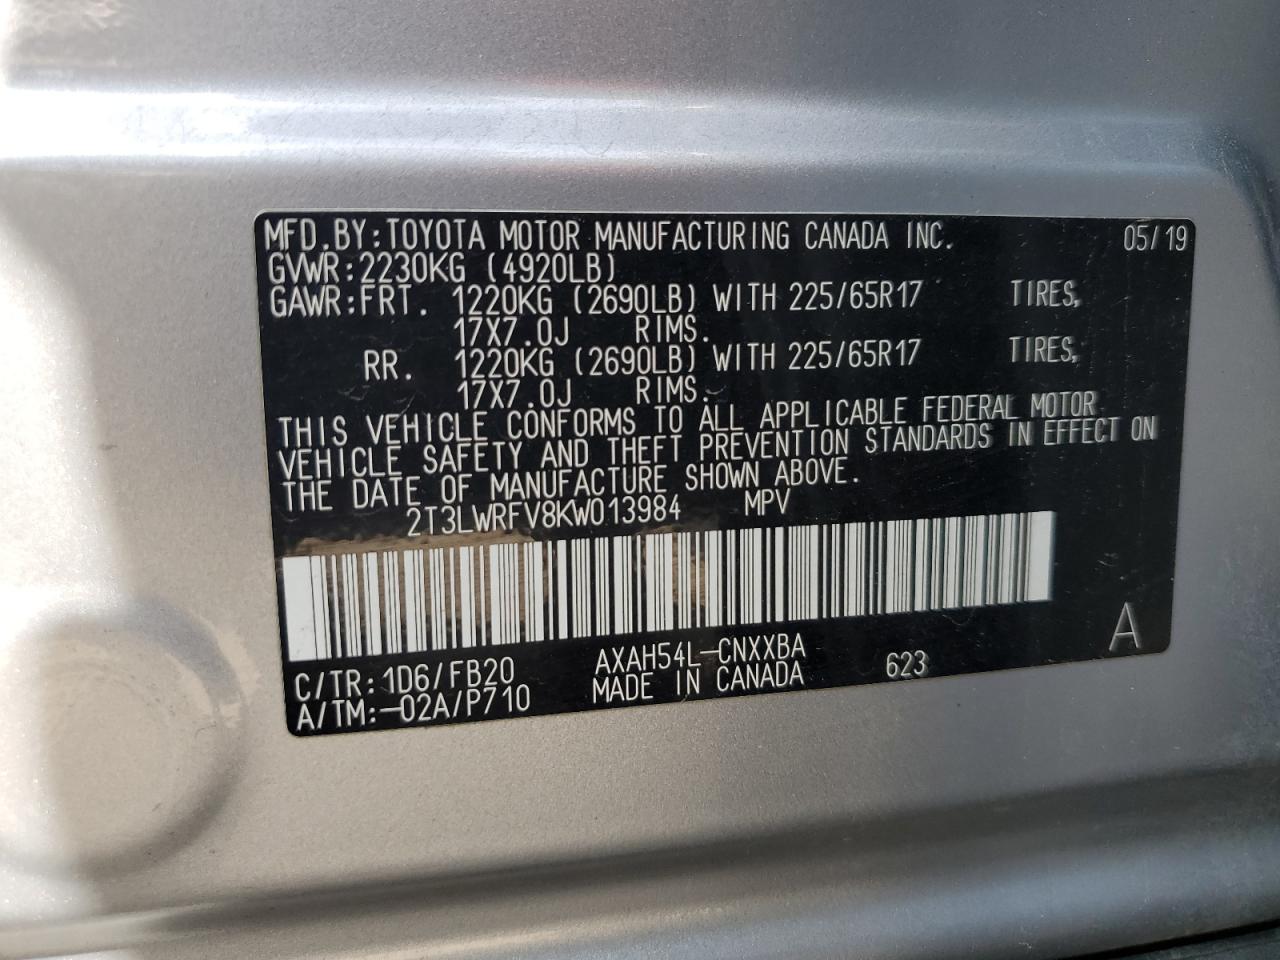 MFD.BY:TOYOTA MOTOR MANUFACTURING CANADA INC. 05/19
GVWR:2230KG (4920LB)
GAWR:FRT. 1220KG (2690LB) WITH 225/65R17 TIRES,
17X7.0J RIMS.
RR. 1220KG (2690LB) WITH 225/65R17 TIRES,
17X7.0J RIMS.
THIS VEHICLE CONFORMS TO ALL APPLICABLE FEDERAL MOTOR
VEHICLE SAFETY AND THEFT PREVENTION STANDARDS IN EFFECT ON
THE DATE OF MANUFACTURE SHOWN ABOVE.
2T3LWRFV8KW013984 MPV
A
C/TR:1D6/FB20 AXAH54L-CNXXBA 623
A/TM:-02A/P710 MADE IN CANADA